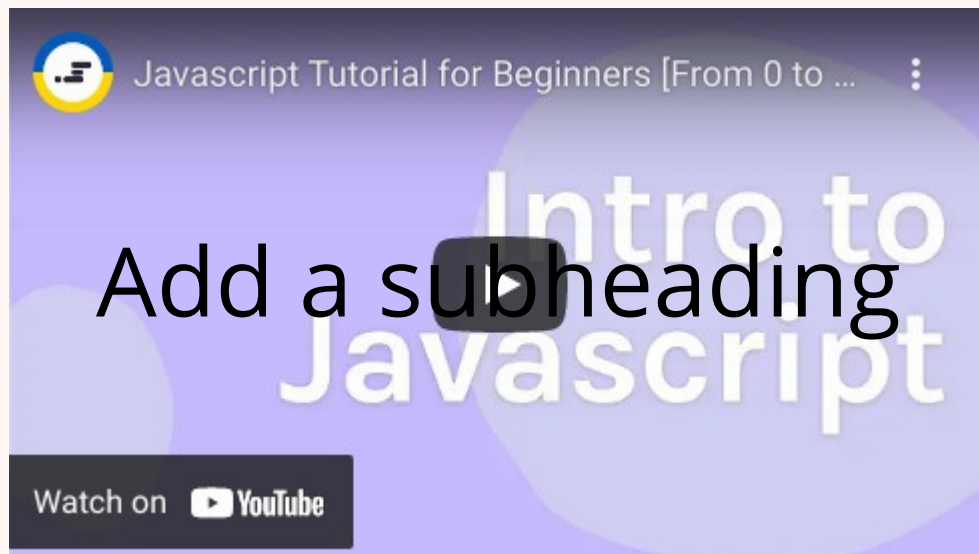 Javascript Tutorial for Beginners [From 0 to ...
Intro to
Add a subheading
Javascript
Watch on YouTube